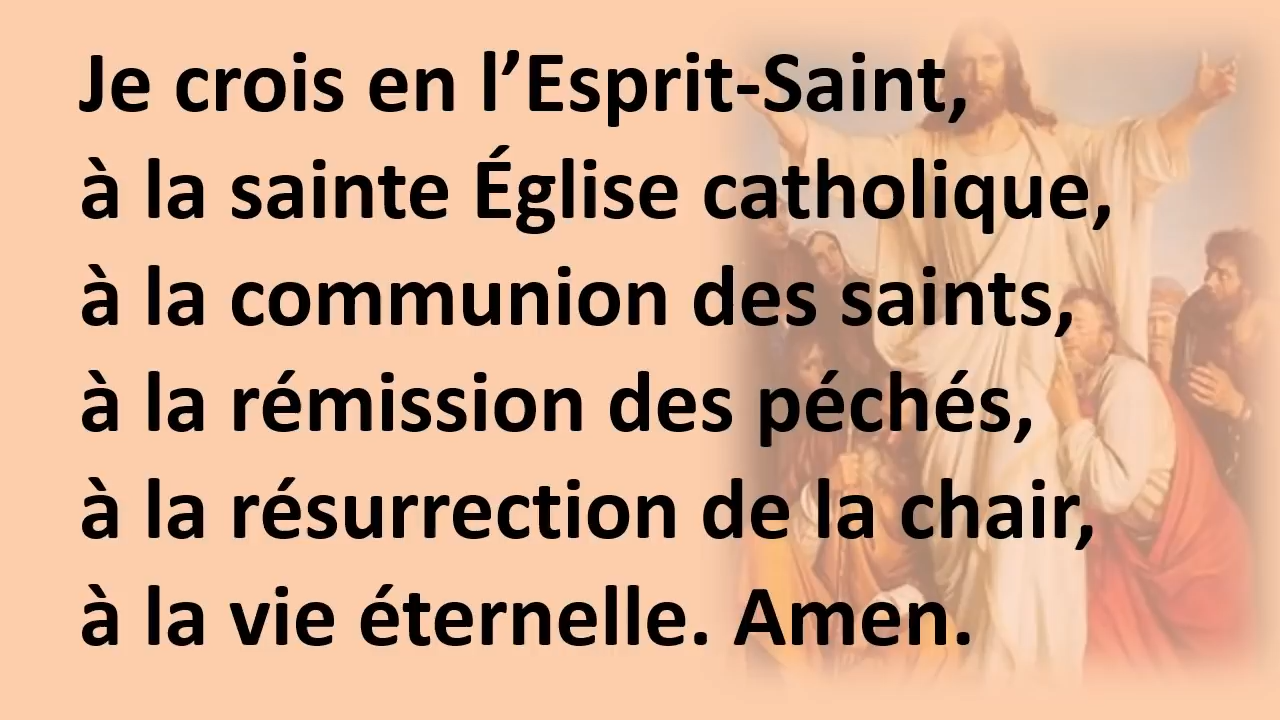 Je crois en l’Esprit-Saint,
à la sainte Église catholique,
à la communion des saints,
à la rémission des péchés,
à la résurrection de la chair,
à la vie éternelle. Amen.